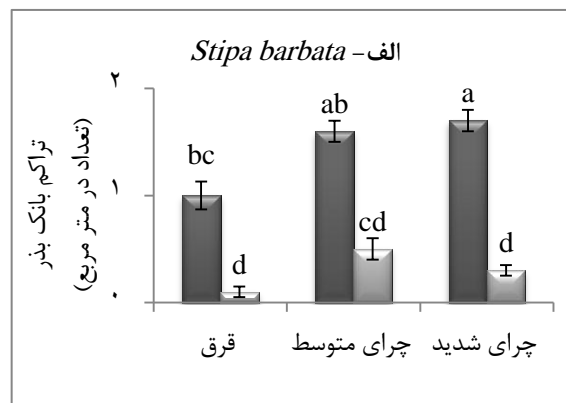 الف– Stipa barbata
تراکم بانک بذر
(تعداد در متر مربع)
۲
۱
۰
bc
d
ab
cd
a
d
قرق
چرای متوسط
چرای شدید